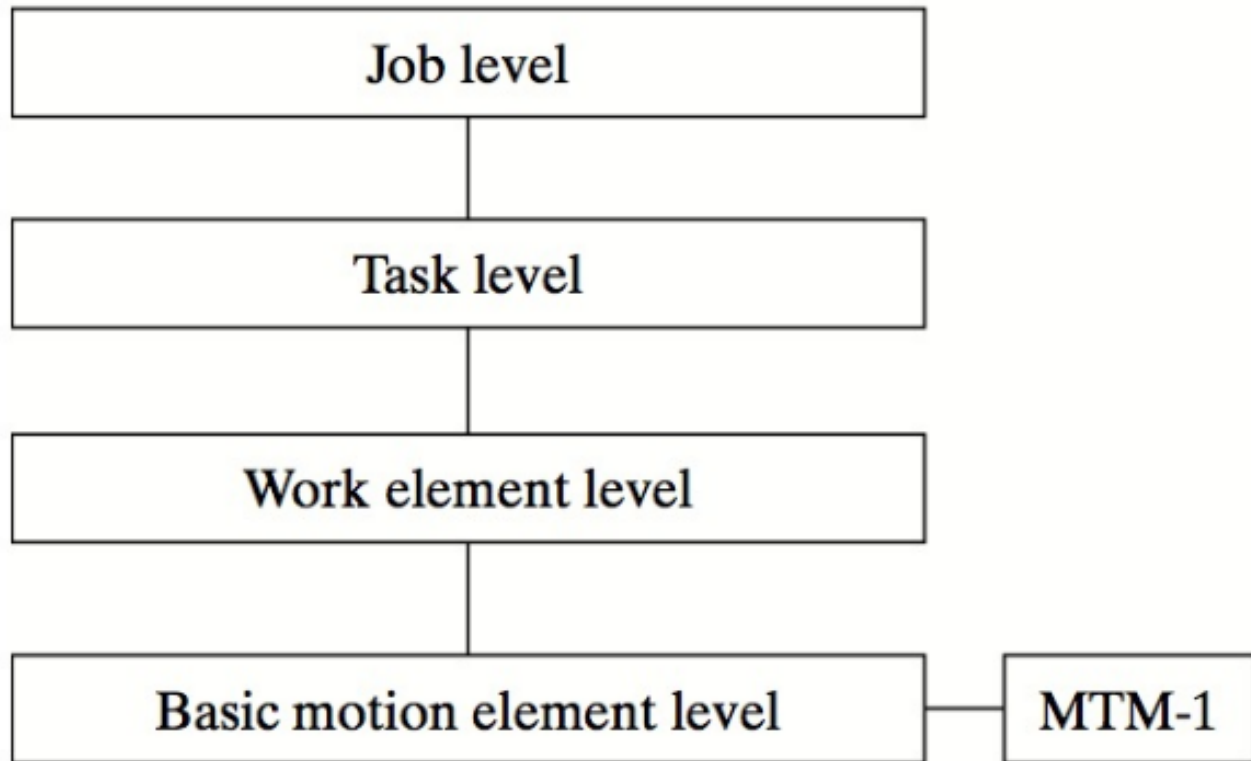 Job level
Task level
Work element level
Basic motion element level
MTM-1